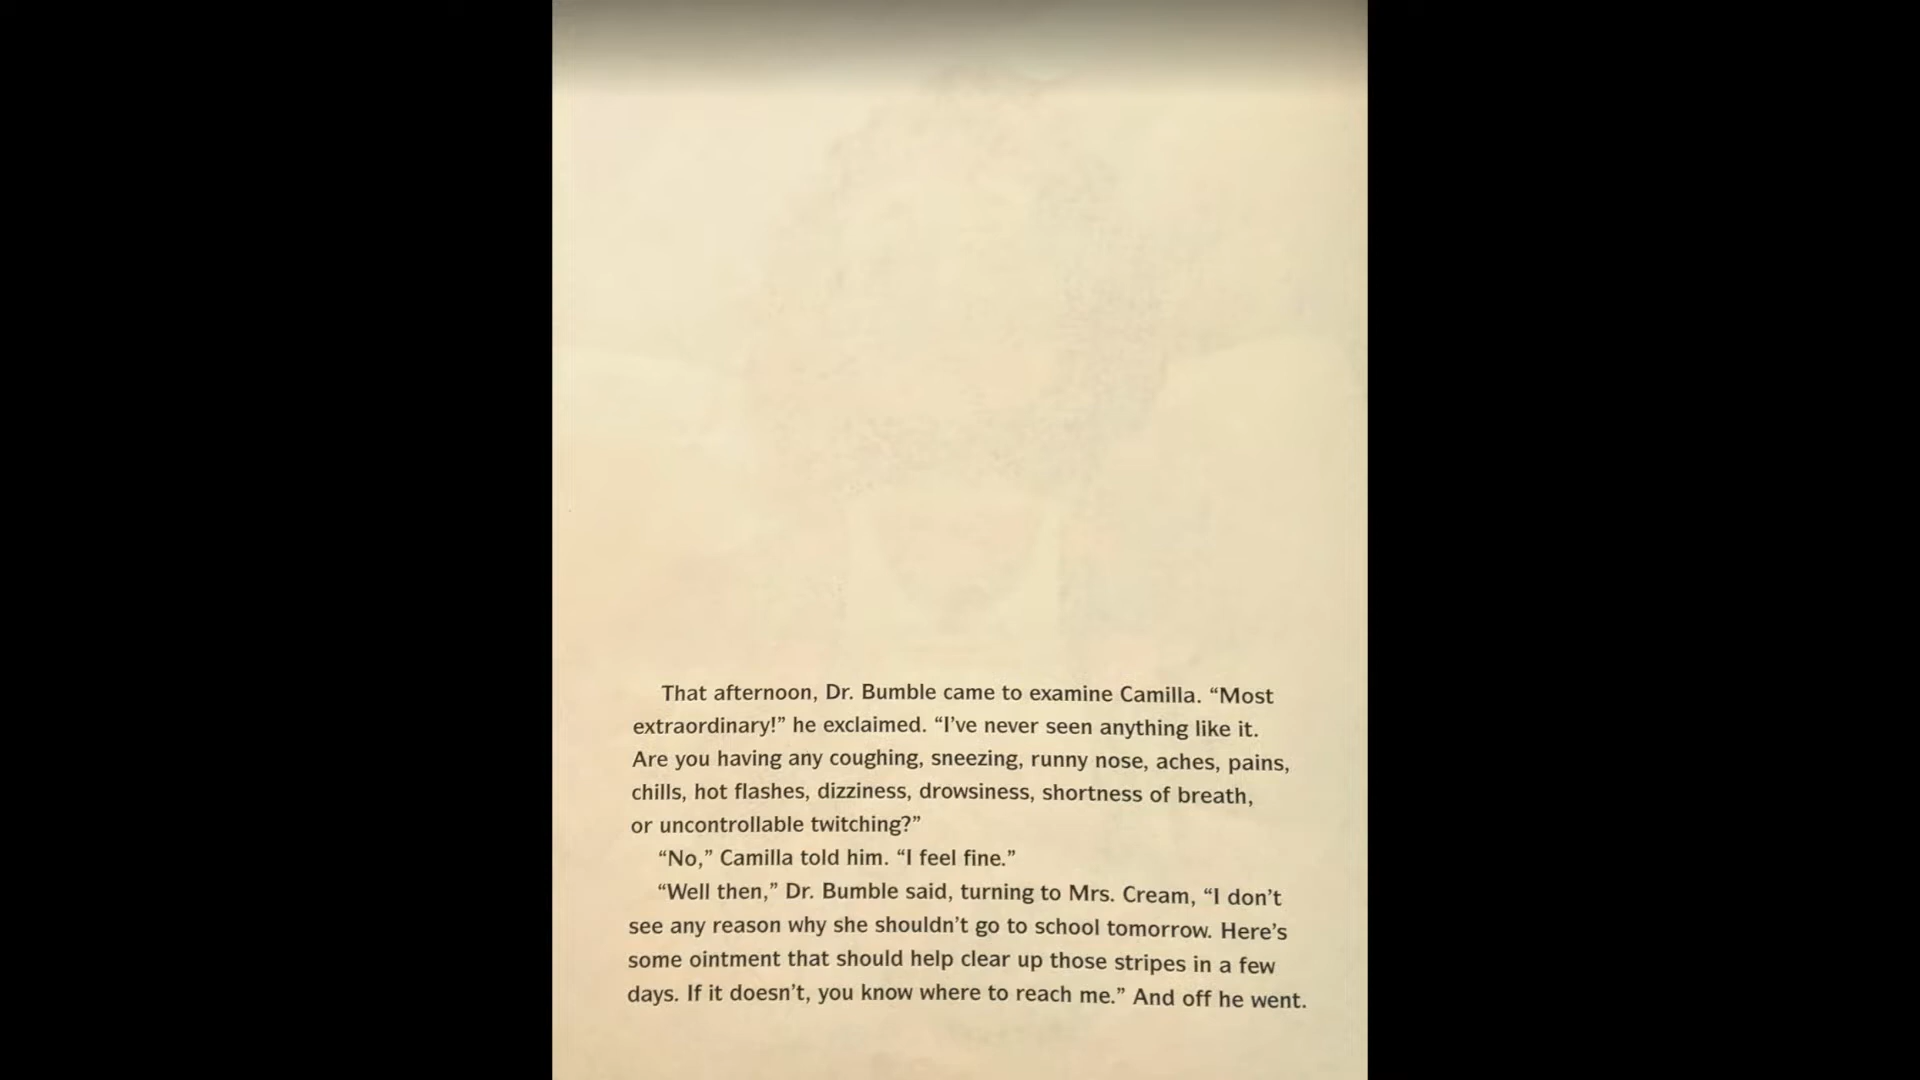 That afternoon, Dr. Bumble came to examine Camilla. “Most
extraordinary!” he exclaimed. “I’ve never seen anything like it.
Are you having any coughing, sneezing, runny nose, aches, pains,
chills, hot flashes, dizziness, drowsiness, shortness of breath,
or uncontrollable twitching?”
“No,” Camilla told him. “I feel fine.”
“Well then,” Dr. Bumble said, turning to Mrs. Cream, “I don’t
see any reason why she shouldn’t go to school tomorrow. Here’s
some ointment that should help clear up those stripes in a few
days. If it doesn’t, you know where to reach me.” And off he went.